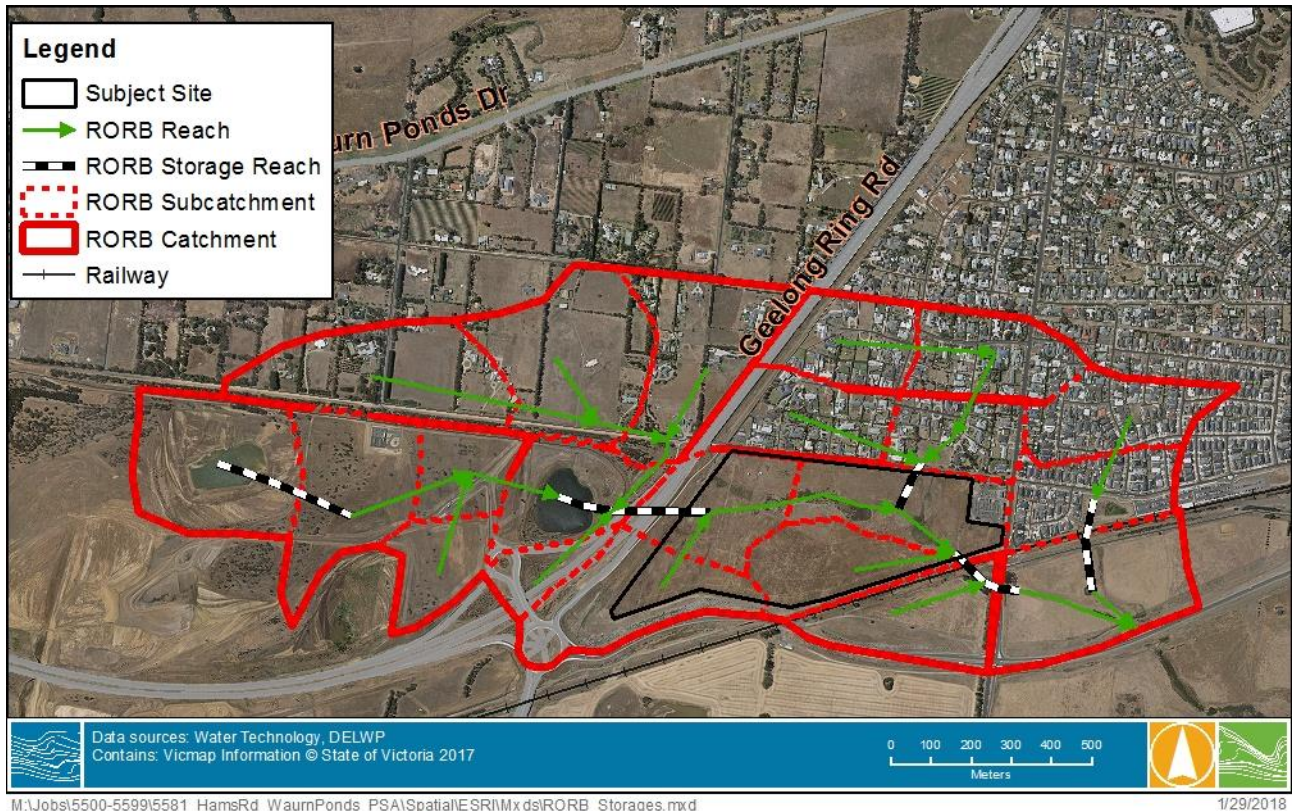 Legend
Subject Site
RORB Reach
RORB Storage Reach
RORB Subcatchment
RORB Catchment
Railway
urn Ponds Dr
Geelong Ring Rd
Data sources: Water Technology, DELWP
Contains: Vicmap Information © State of Victoria 2017
0 100 200 300 400 500
Meters
M:\Jobs\5500-5599\5581_HamsRd_WaurnPonds_PSA\Spatial\ESRI\Mxds\RORB_Storages.mxd
1/29/2018